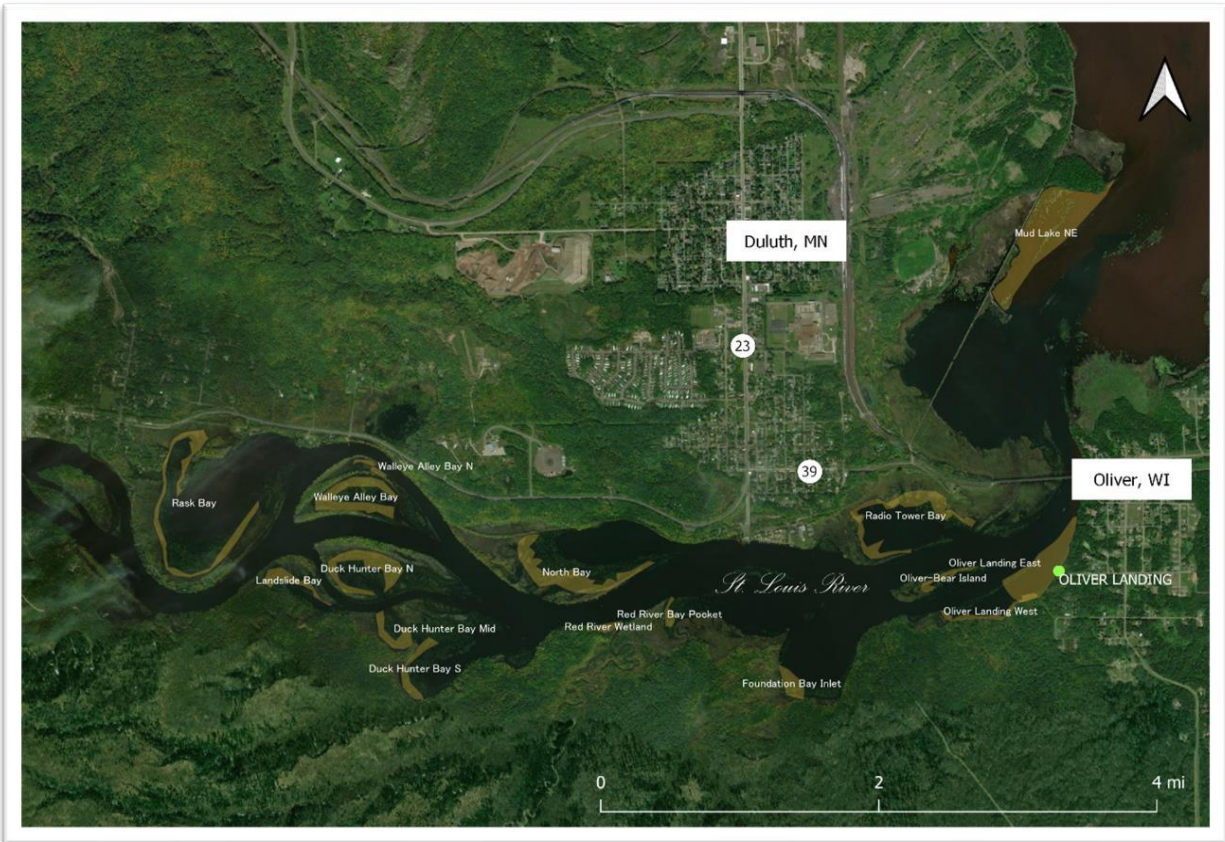 Mud Lake NE
Duluth, MN
23
Walleye Alley Bay N
39
Oliver, WI
Walleye Alley Bay
Rask Bay
Radio Tower Bay
Oliver Landing East
Duck Hunter Bay N
North Bay
Landslide Bay
Oliver-Bear Island
OLIVER LANDING
St. Louis River
Oliver Landing West
Red River Bay Pocket
Red River Wetland
Duck Hunter Bay Mid
Duck Hunter Bay S
Foundation Bay Inlet
0 2 4 mi